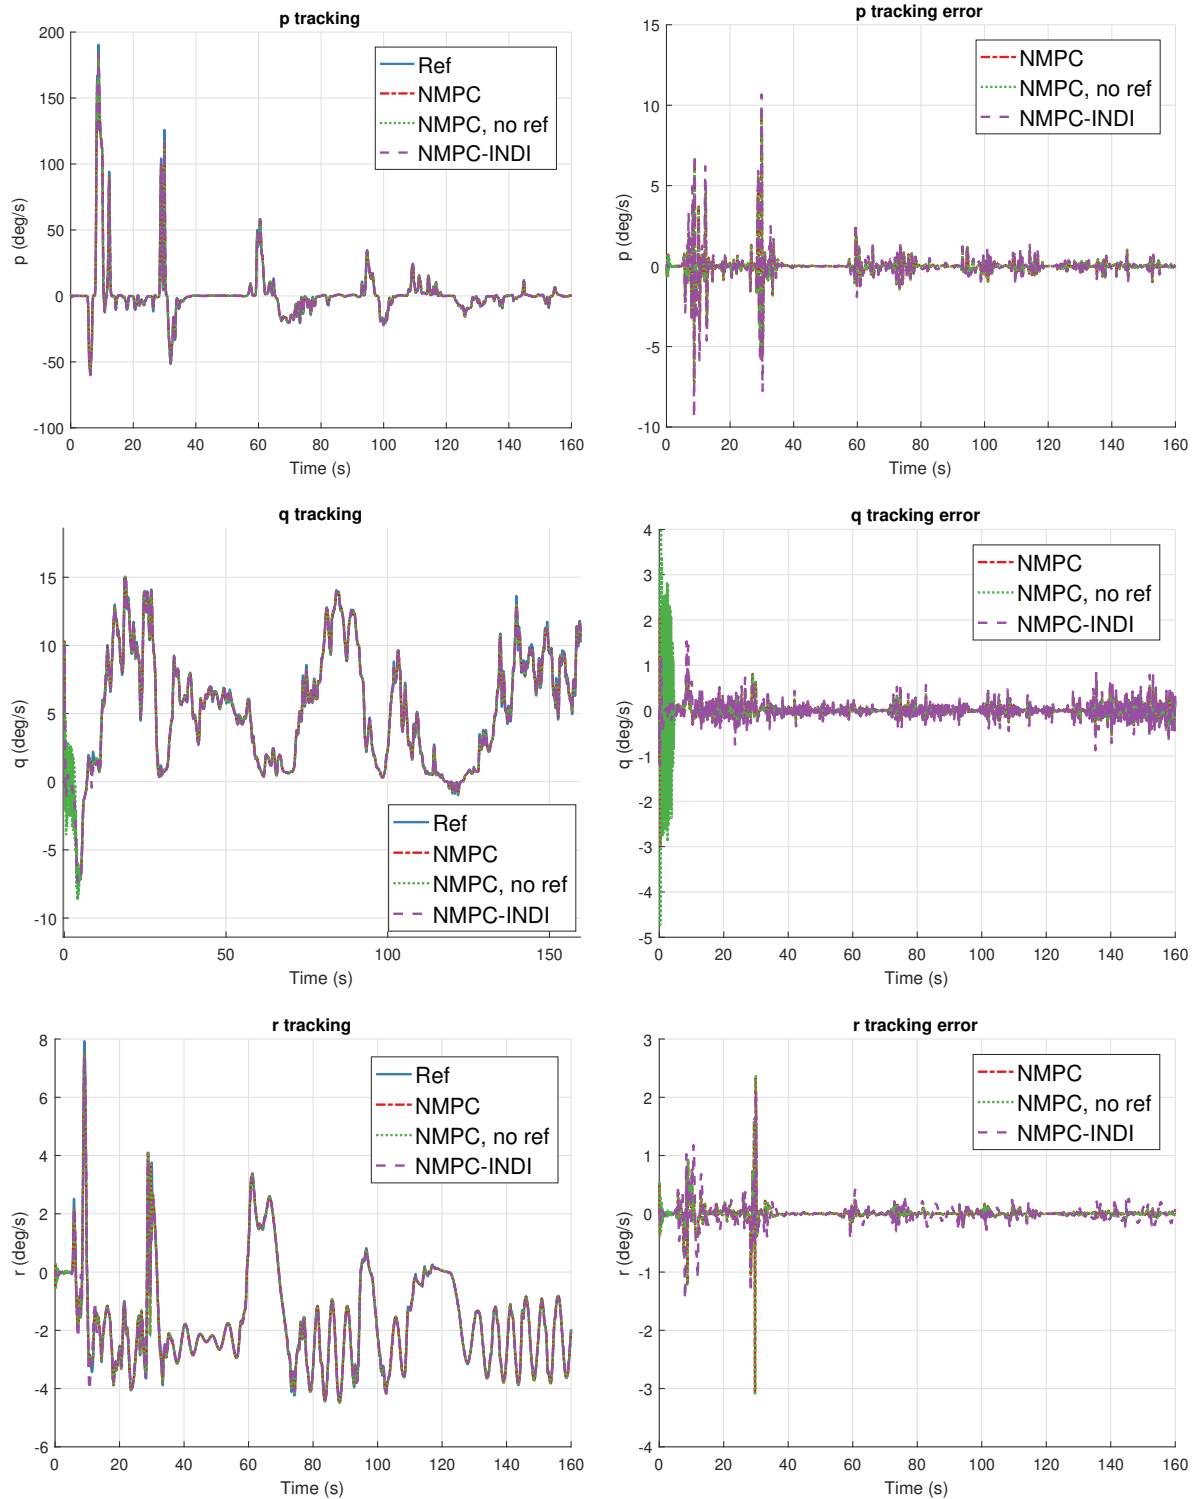 p tracking
200
150
100
50
0
-50
-100
p (deg/s)
0 20 40 60 80 100 120 140 160
Time (s)
Ref
NMPC
NMPC, no ref
NMPC-INDI
p tracking error
15
10
5
0
-5
-10
p (deg/s)
0 20 40 60 80 100 120 140 160
Time (s)
NMPC
NMPC, no ref
NMPC-INDI
q tracking
15
10
5
0
-5
-10
q (deg/s)
0 50 100 150
Time (s)
Ref
NMPC
NMPC, no ref
NMPC-INDI
q tracking error
4
3
2
1
0
-1
-2
-3
-4
-5
q (deg/s)
0 20 40 60 80 100 120 140 160
Time (s)
NMPC
NMPC, no ref
NMPC-INDI
r tracking
8
6
4
2
0
-2
-4
-6
r (deg/s)
0 20 40 60 80 100 120 140 160
Time (s)
Ref
NMPC
NMPC, no ref
NMPC-INDI
r tracking error
3
2
1
0
-1
-2
-3
-4
r (deg/s)
0 20 40 60 80 100 120 140 160
Time (s)
NMPC
NMPC, no ref
NMPC-INDI